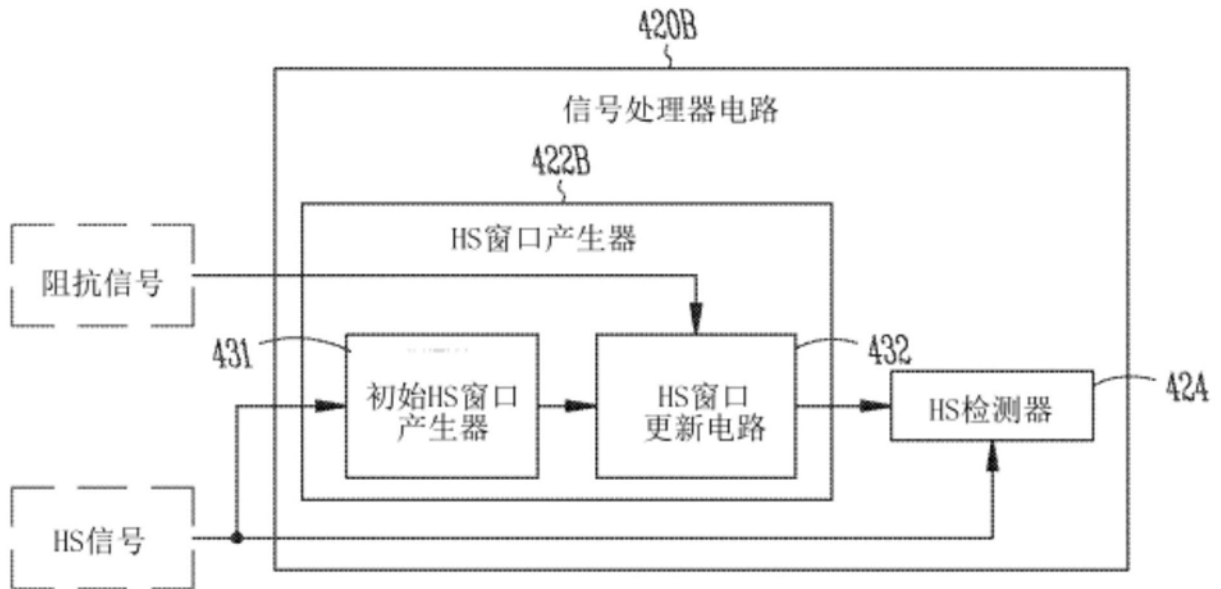 420B
信号处理器电路
422B
HS窗口产生器
阻抗信号
431
432
初始HS窗口
产生器
HS窗口
更新电路
HS检测器
424
HS信号